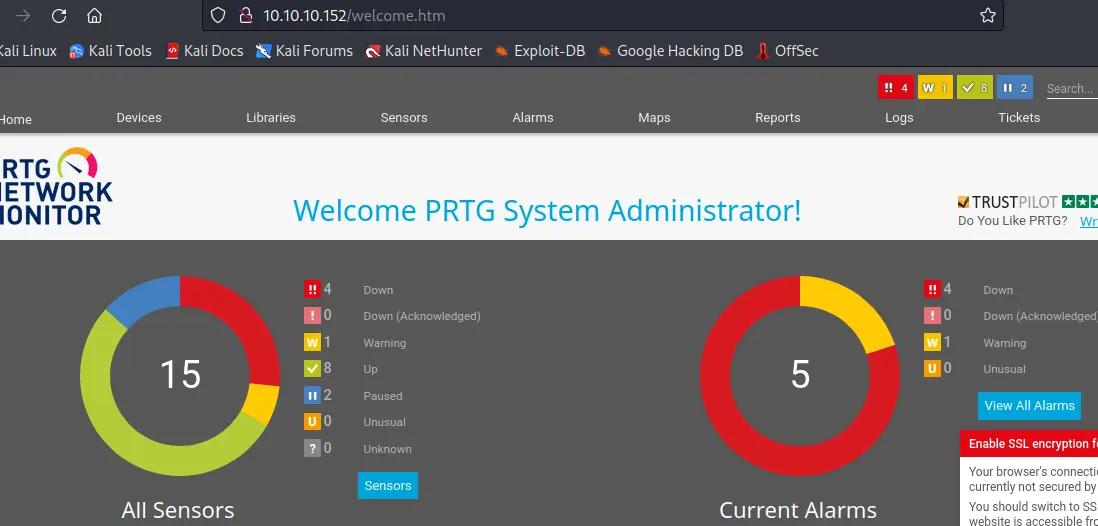 10.10.10.152/welcome.htm
Kali Linux Kali Tools Kali Docs Kali Forums Kali NetHunter Exploit-DB Google Hacking DB OffSec
!! 4 W 1 8 2 Search...
Home Devices Libraries Sensors Alarms Maps Reports Logs Tickets
PRTG
NETWORK
MONITOR
Welcome PRTG System Administrator!
TRUSTPILOT
Do You Like PRTG? Wr
15
!! 4 Down
! 0 Down (Acknowledged)
W 1 Warning
8 Up
2 Paused
U 0 Unusual
? 0 Unknown
Sensors
All Sensors
5
!! 4 Down
! 0 Down (Acknowledged)
W 1 Warning
U 0 Unusual
View All Alarms
Current Alarms
Enable SSL encryption f
Your browser's connecti
currently not secured by
You should switch to SS
website is accessible fro